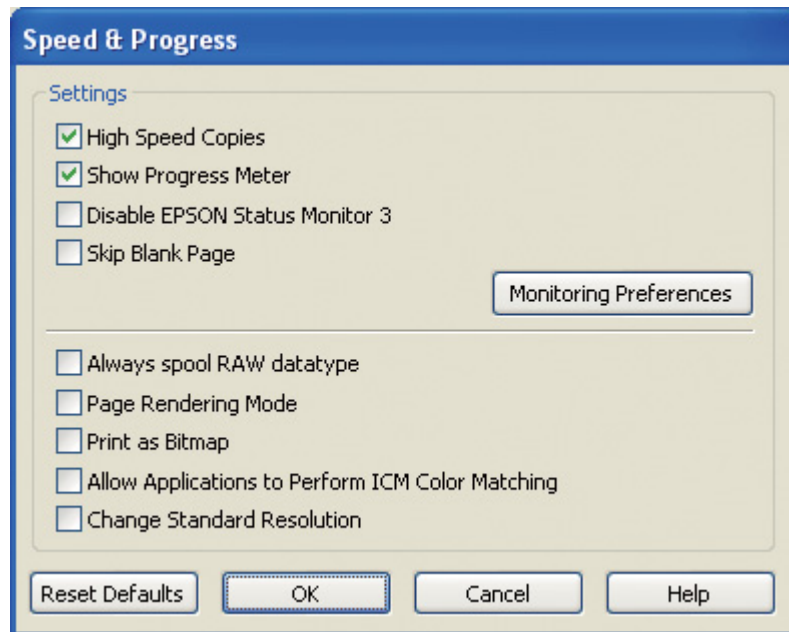 Speed & Progress
Settings
High Speed Copies
Show Progress Meter
Disable EPSON Status Monitor 3
Skip Blank Page
Monitoring Preferences
Always spool RAW datatype
Page Rendering Mode
Print as Bitmap
Allow Applications to Perform ICM Color Matching
Change Standard Resolution
Reset Defaults OK Cancel Help